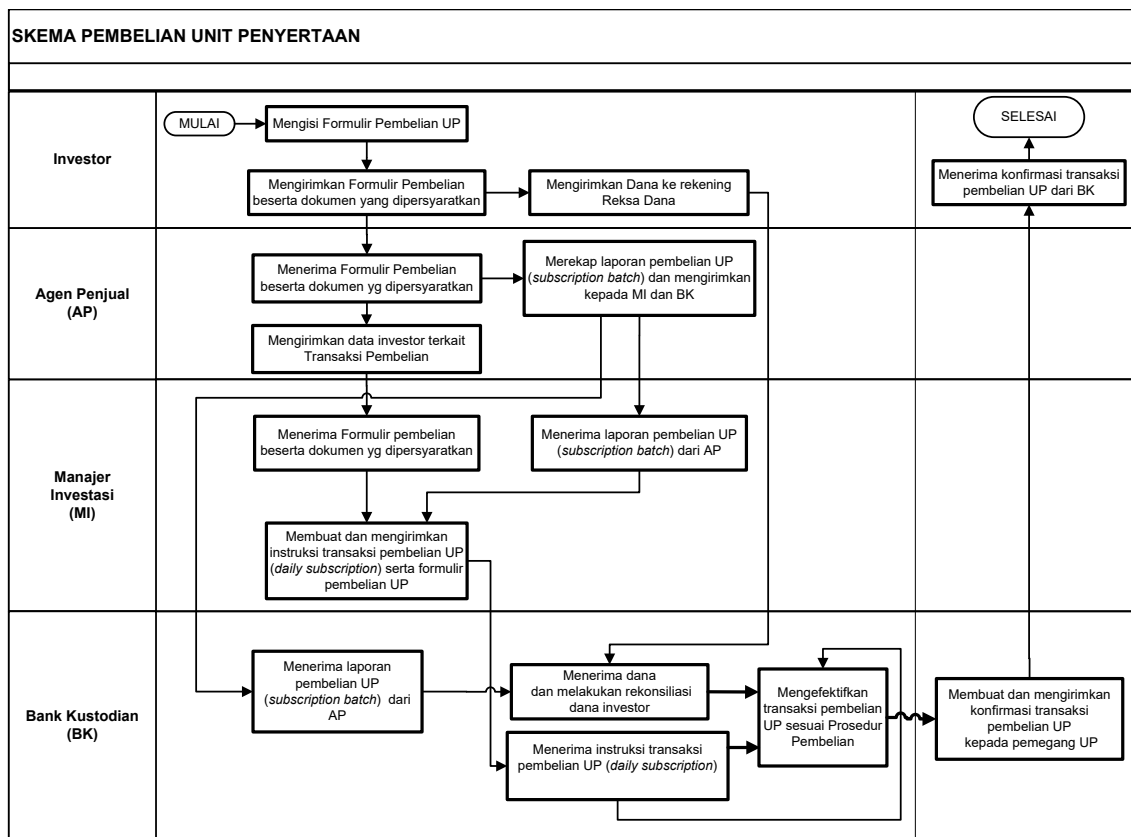 SKEMA PEMBELIAN UNIT PENYERTAAN
Investor
MULAI
Mengisi Formulir Pembelian UP
SELESAI
Mengirimkan Formulir Pembelian
beserta dokumen yang dipersyaratkan
Mengirimkan Dana ke rekening
Reksa Dana
Menerima konfirmasi transaksi
pembelian UP dari BK
Agen Penjual
(AP)
Menerima Formulir Pembelian
beserta dokumen yg dipersyaratkan
Merekap laporan pembelian UP
(subscription batch) dan mengirimkan
kepada MI dan BK
Mengirimkan data investor terkait
Transaksi Pembelian
Manajer
Investasi
(MI)
Menerima Formulir pembelian
beserta dokumen yg dipersyaratkan
Menerima laporan pembelian UP
(subscription batch) dari AP
Membuat dan mengirimkan
instruksi transaksi pembelian UP
(daily subscription) serta formulir
pembelian UP
Bank Kustodian
(BK)
Menerima laporan
pembelian UP
(subscription batch) dari
AP
Menerima dana
dan melakukan rekonsiliasi
dana investor
Menerima instruksi transaksi
pembelian UP (daily subscription)
Mengefektifkan
transaksi pembelian
UP sesuai Prosedur
Pembelian
Membuat dan mengirimkan
konfirmasi transaksi
pembelian UP
kepada pemegang UP